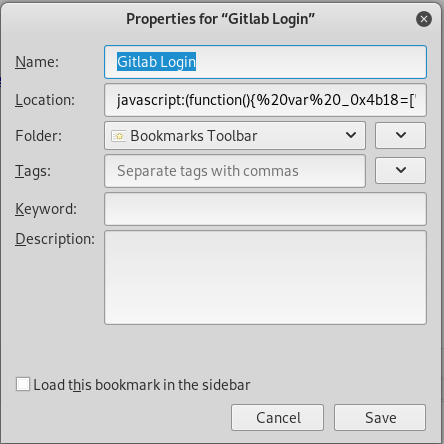 Properties for “Gitlab Login”
Name: Gitlab Login
Location: javascript:(function(){%20var%20_0x4b18=['
Folder: Bookmarks Toolbar
Tags: Separate tags with commas
Keyword:
Description:
Load this bookmark in the sidebar
Cancel Save